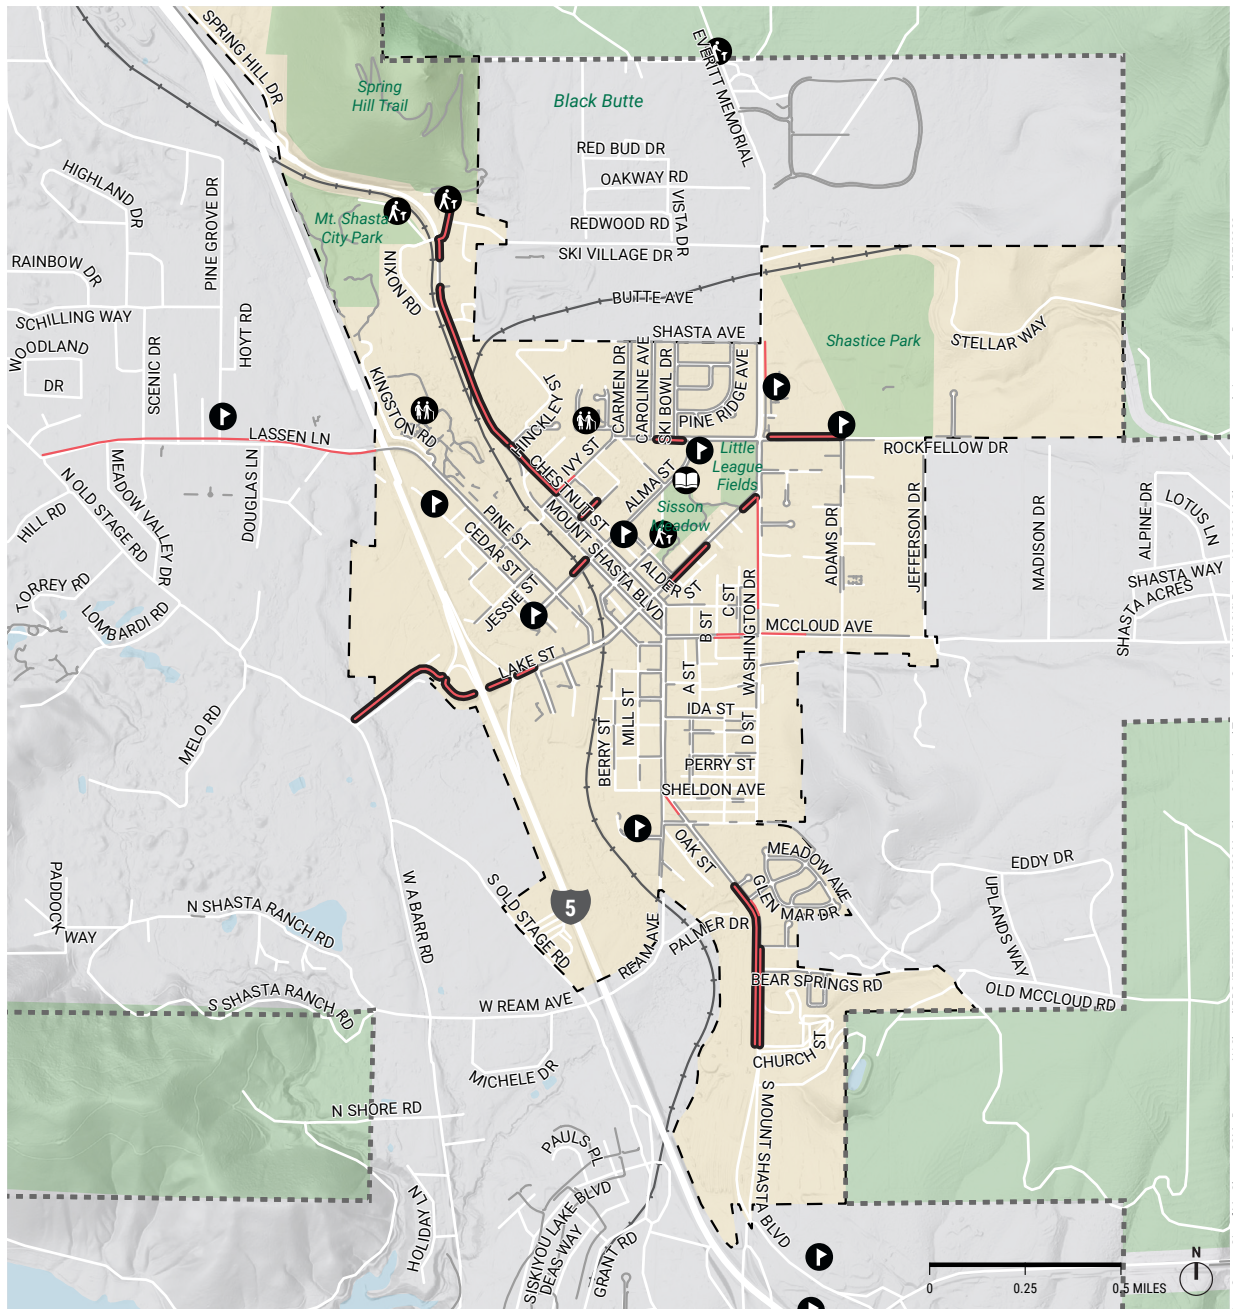 SPRING HILL DR
Spring
Hill Trail
EVERITT MEMORIAL
Black Butte
RED BUD DR
OAKWAY RD
VISTA DR
REDWOOD RD
SKI VILLAGE DR
BUTTE AVE
HIGHLAND DR
PINE GROVE DR
Mt. Shasta
City Park
NIXON RD
RAINBOW DR
SCHILLING WAY
WOODLAND
DR
SCENIC DR
HOYT RD
SHASTA AVE
Shastice Park
STELLAR WAY
KINGSTON RD
HINCKLEY ST
CARMEN DR
CAROLINE AVE
SKI BOWL DR
PINE RIDGE AVE
LASSEN LN
IVY ST
CHESTNUT ST
ALMA ST
Little
League
Fields
ROCKFELLOW DR
N OLD STAGE RD
MEADOW VALLEY DR
DOUGLAS LN
HILL RD
TORREY RD
LOMBARDI RD
PINE ST
CEDAR ST
JESSIE ST
MOUNT SHASTA BLVD
Sisson
Meadow
ALDER ST
ADAMS DR
JEFFERSON DR
MADISON DR
ALPINE DR
LOTUS LN
SHASTA WAY
SHASTA ACRES
C ST
B ST
WASHINGTON DR
MCCLOUD AVE
LAKE ST
A ST
IDA ST
D ST
MELO RD
BERRY ST
MILL ST
PERRY ST
SHELDON AVE
OAK ST
MEADOW AVE
GLEN MAR DR
EDDY DR
UPLANDS WAY
PADDOCK
WAY
N SHASTA RANCH RD
W A BARR RD
S OLD STAGE RD
5
REAM AVE
PALMER DR
BEAR SPRINGS RD
OLD MCCLOUD RD
S SHASTA RANCH RD
W REAM AVE
CHURCH ST
MICHELE DR
N SHORE RD
S MOUNT SHASTA BLVD
PAULS PL
HOLIDAY LN
SISKIYOU LAKE BLVD
DEAS WAY
GRANT RD
N
0
0.25
0.5 MILES